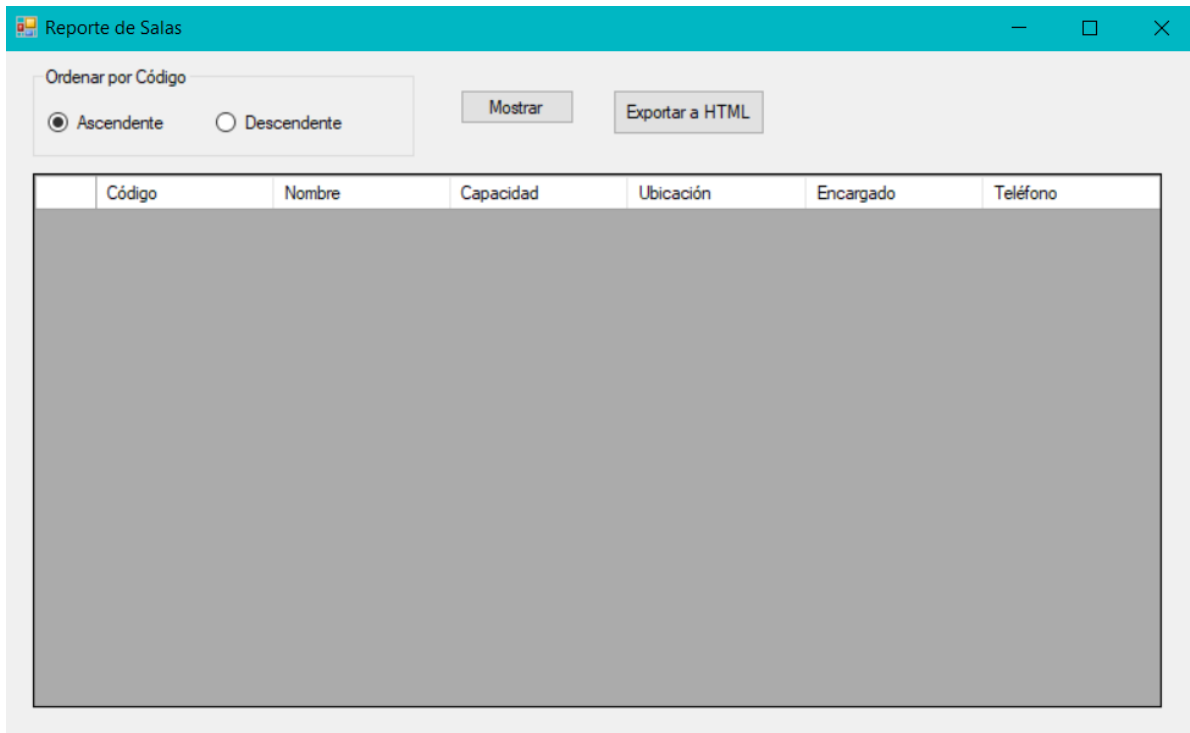 Reporte de Salas
Ordenar por Código
Ascendente Descendente Mostrar Exportar a HTML
Código Nombre Capacidad Ubicación Encargado Teléfono